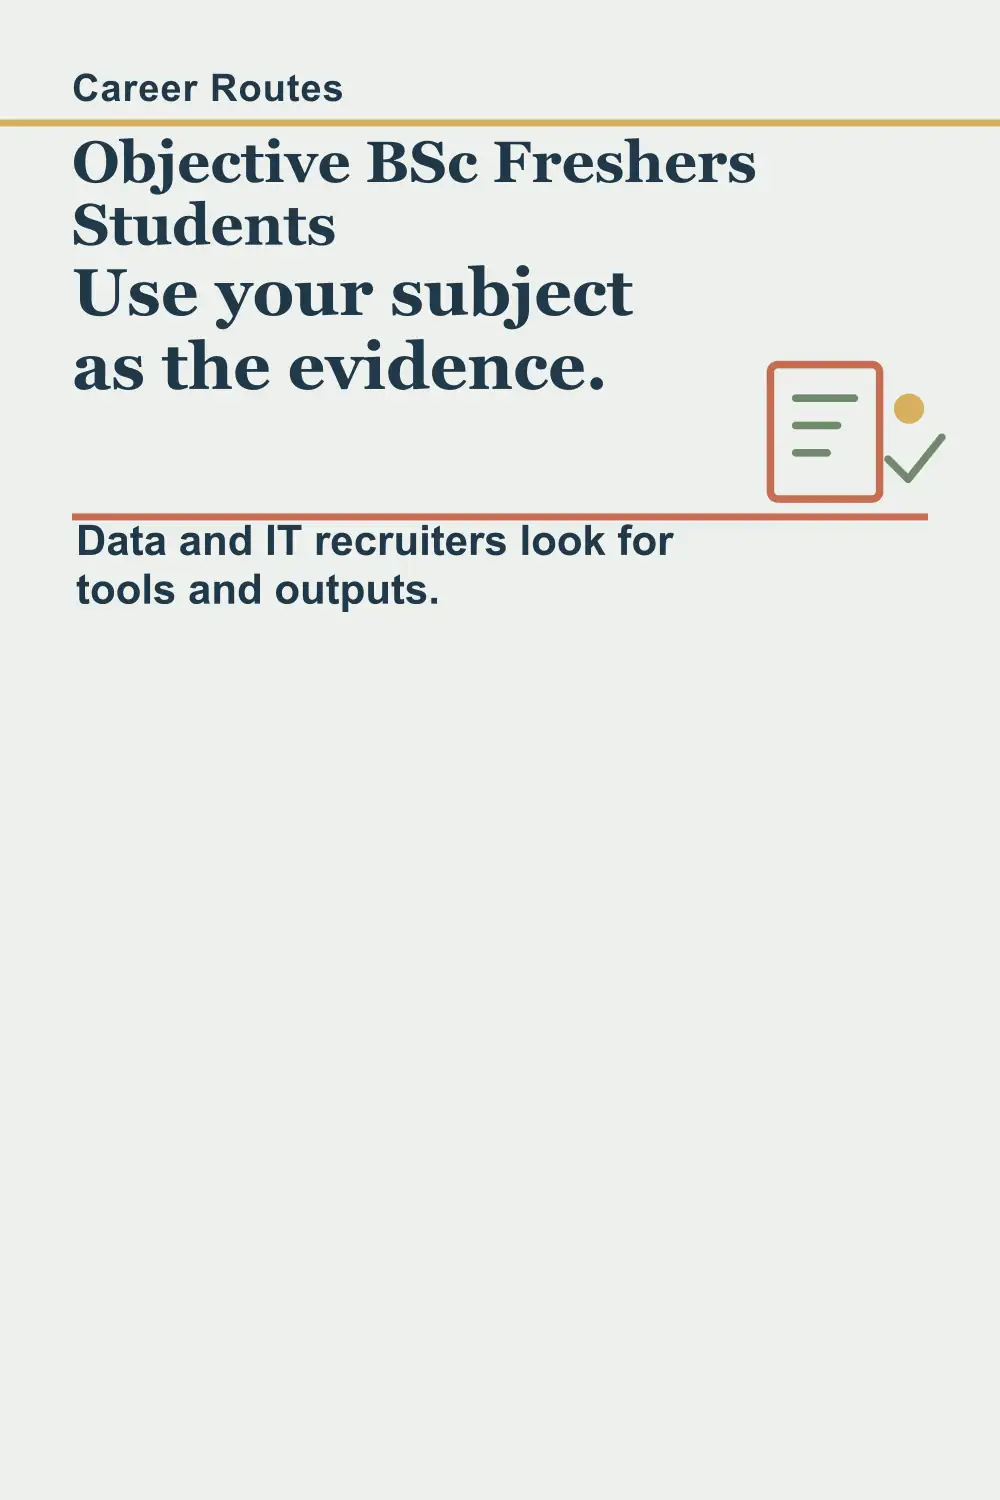 Career Routes
Objective BSc Freshers
Students
Use your subject
as the evidence.
Data and IT recruiters look for
tools and outputs.